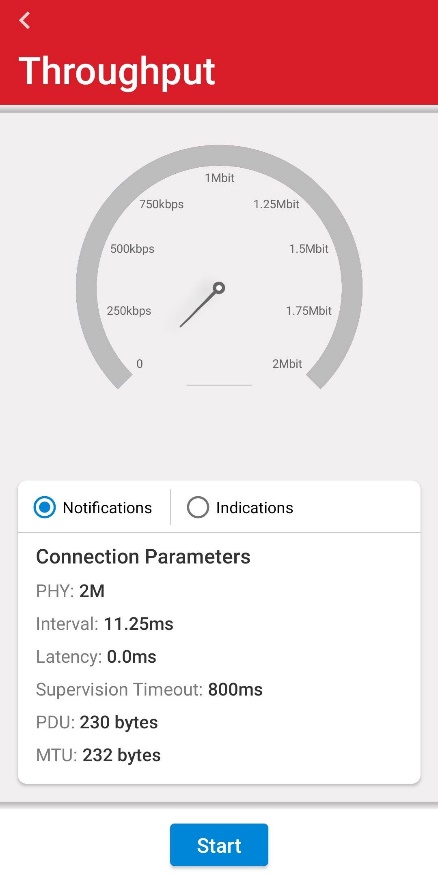 Throughput
1Mbit
750kbps
1.25Mbit
500kbps
1.5Mbit
250kbps
1.75Mbit
0
2Mbit
Notifications
Indications
Connection Parameters
PHY: 2M
Interval: 11.25ms
Latency: 0.0ms
Supervision Timeout: 800ms
PDU: 230 bytes
MTU: 232 bytes
Start